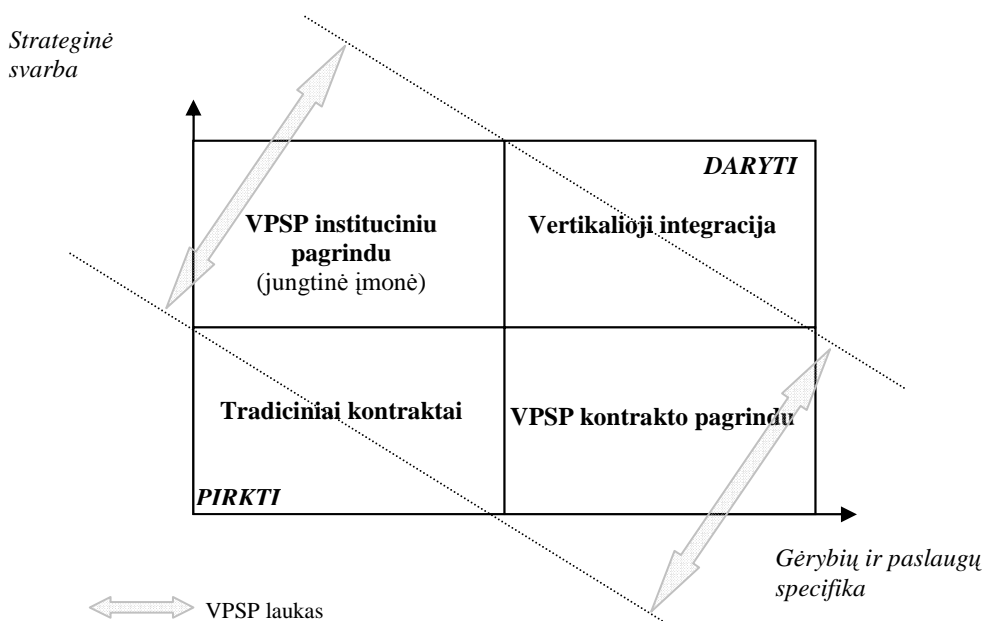 Strateginė
svarba
DARYTI
VPSP instituciniu
pagrindu
(jungtinė įmonė)
Vertikalioji integracija
Tradiciniai kontraktai
VPSP kontrakto pagrindu
PIRKTI
Gėrybių ir paslaugų
specifika
VPSP laukas